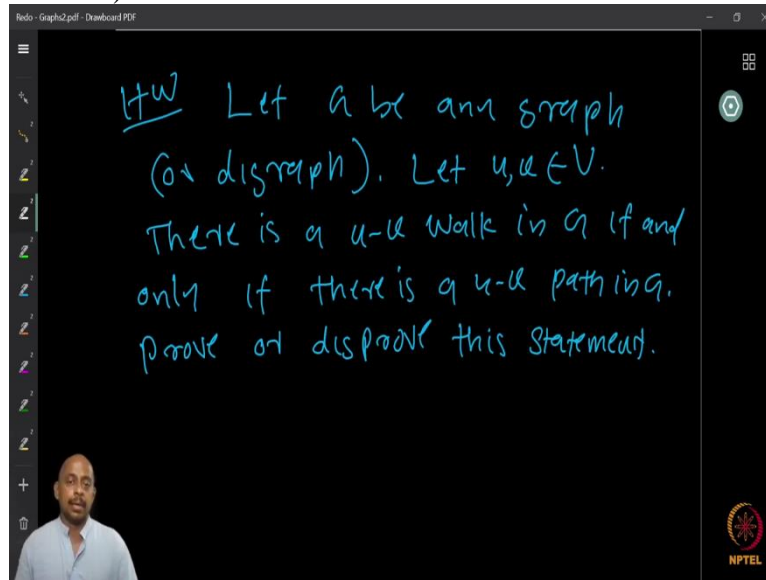 Redo - Graphs2.pdf - Drawboard PDF
HW Let G be any graph
(or digraph). Let u,v ∈ V.
There is a u-v walk in G if and
only if there is a u-v path in G.
prove or disprove this statement.
NPTEL